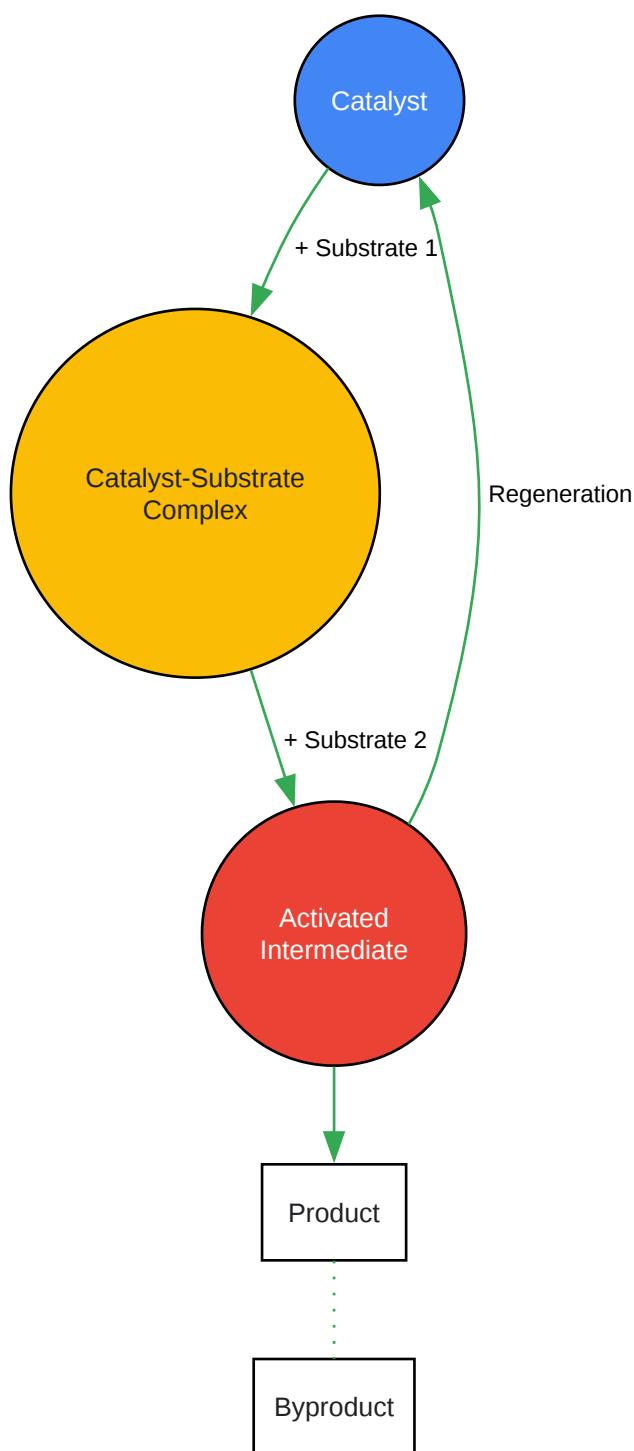 Catalyst
+ Substrate 1
Catalyst-Substrate
Complex
Regeneration
+ Substrate 2
Activated
Intermediate
Product
Byproduct